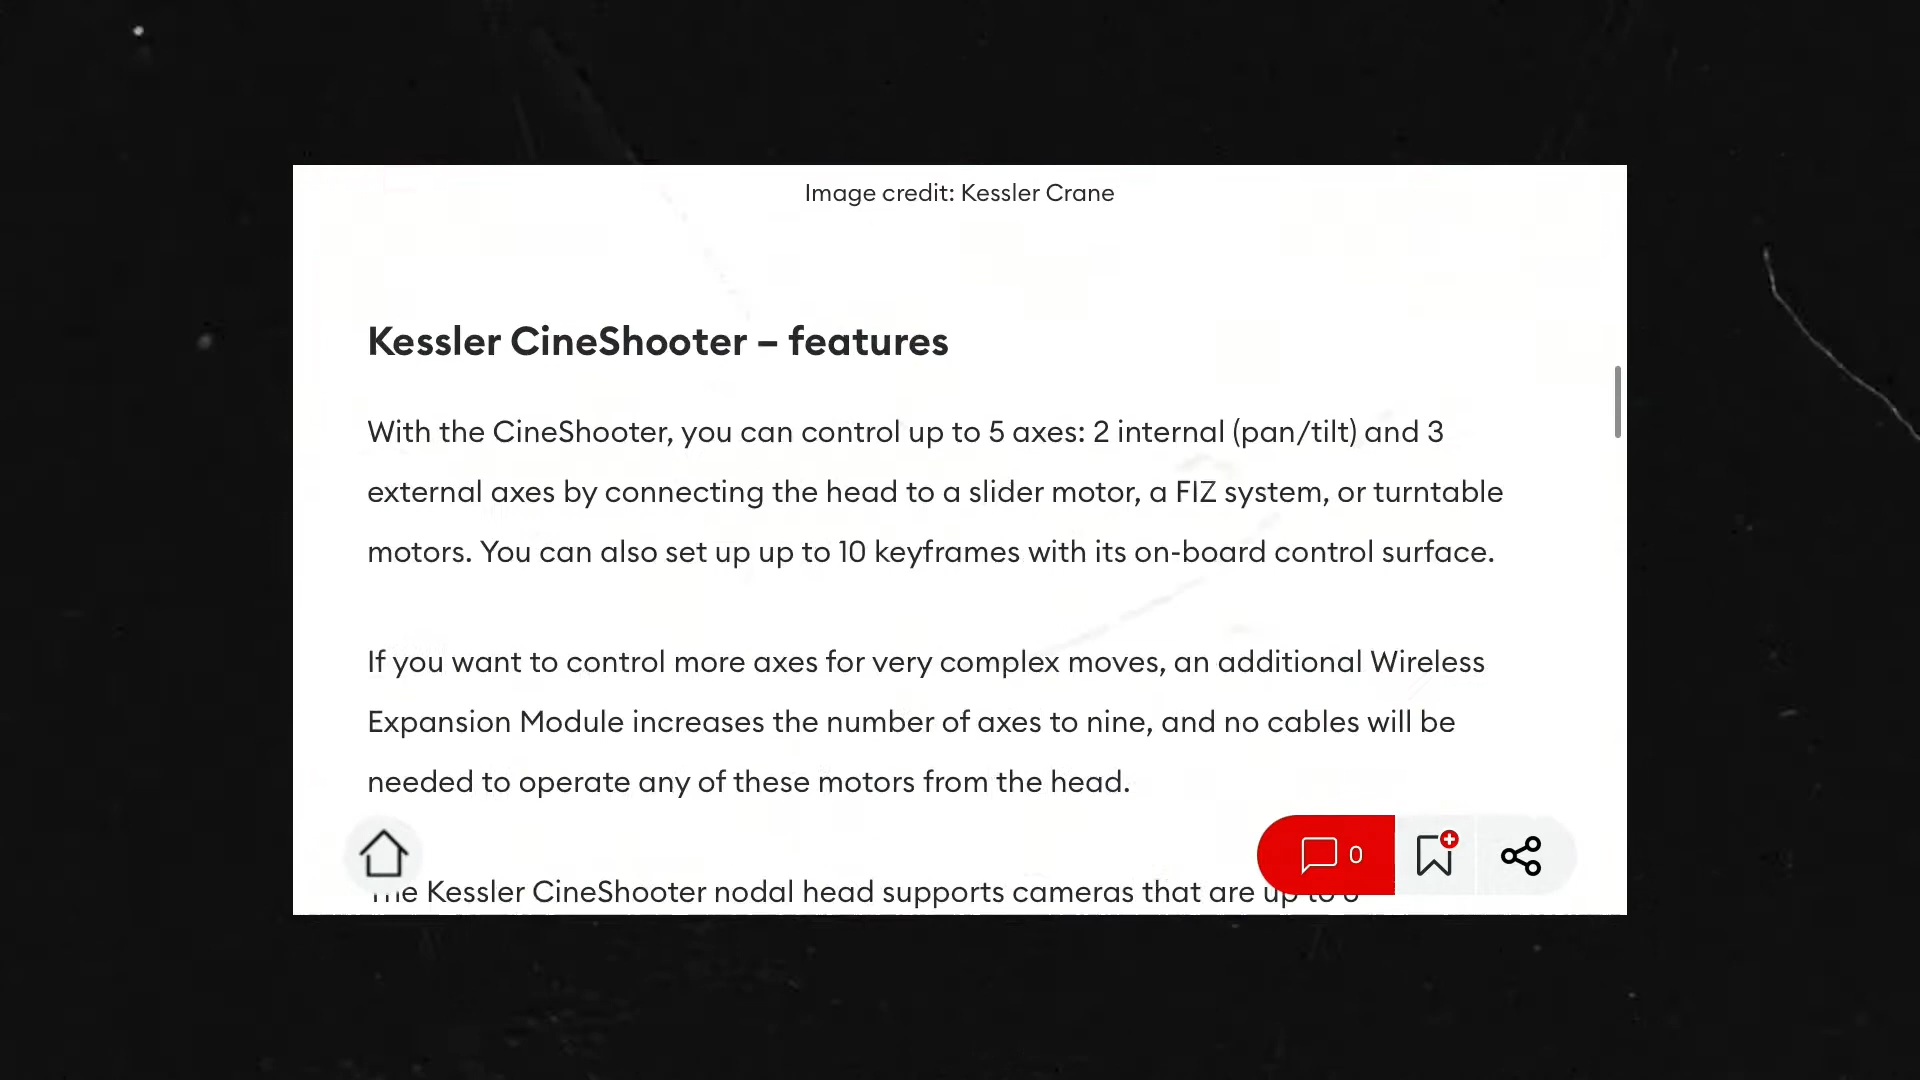 Image credit: Kessler Crane
Kessler CineShooter – features
With the CineShooter, you can control up to 5 axes: 2 internal (pan/tilt) and 3
external axes by connecting the head to a slider motor, a FIZ system, or turntable
motors. You can also set up up to 10 keyframes with its on-board control surface.
If you want to control more axes for very complex moves, an additional Wireless
Expansion Module increases the number of axes to nine, and no cables will be
needed to operate any of these motors from the head.
0
The Kessler CineShooter nodal head supports cameras that are up to